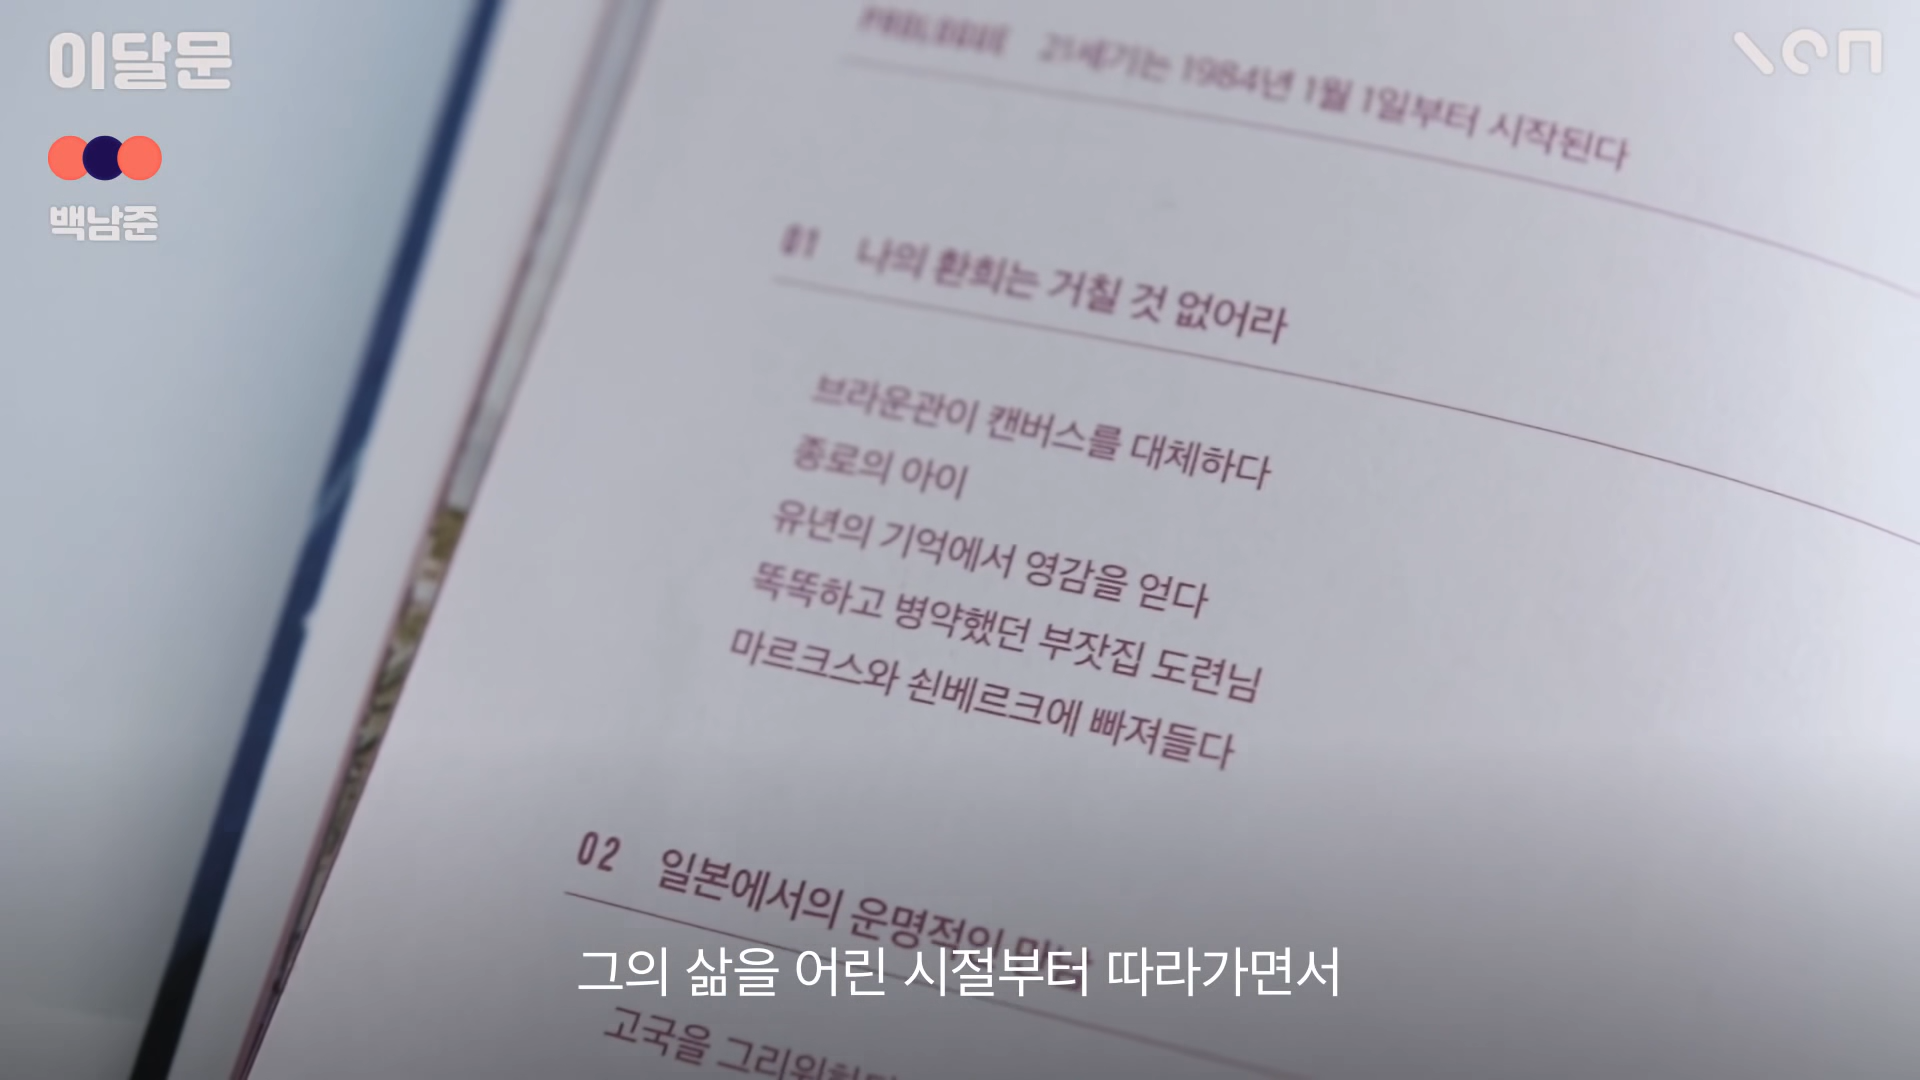 이달문
백남준
PROLOGUE 21세기는 1984년 1월 1일부터 시작된다
01 나의 환희는 거칠 것 없어라
브라운관이 캔버스를 대체하다
종로의 아이
유년의 기억에서 영감을 얻다
똑똑하고 병약했던 부잣집 도련님
마르크스와 쇤베르크에 빠져들다
02 일본에서의 운명적인 만남
그의 삶을 어린 시절부터 따라가면서
고국을